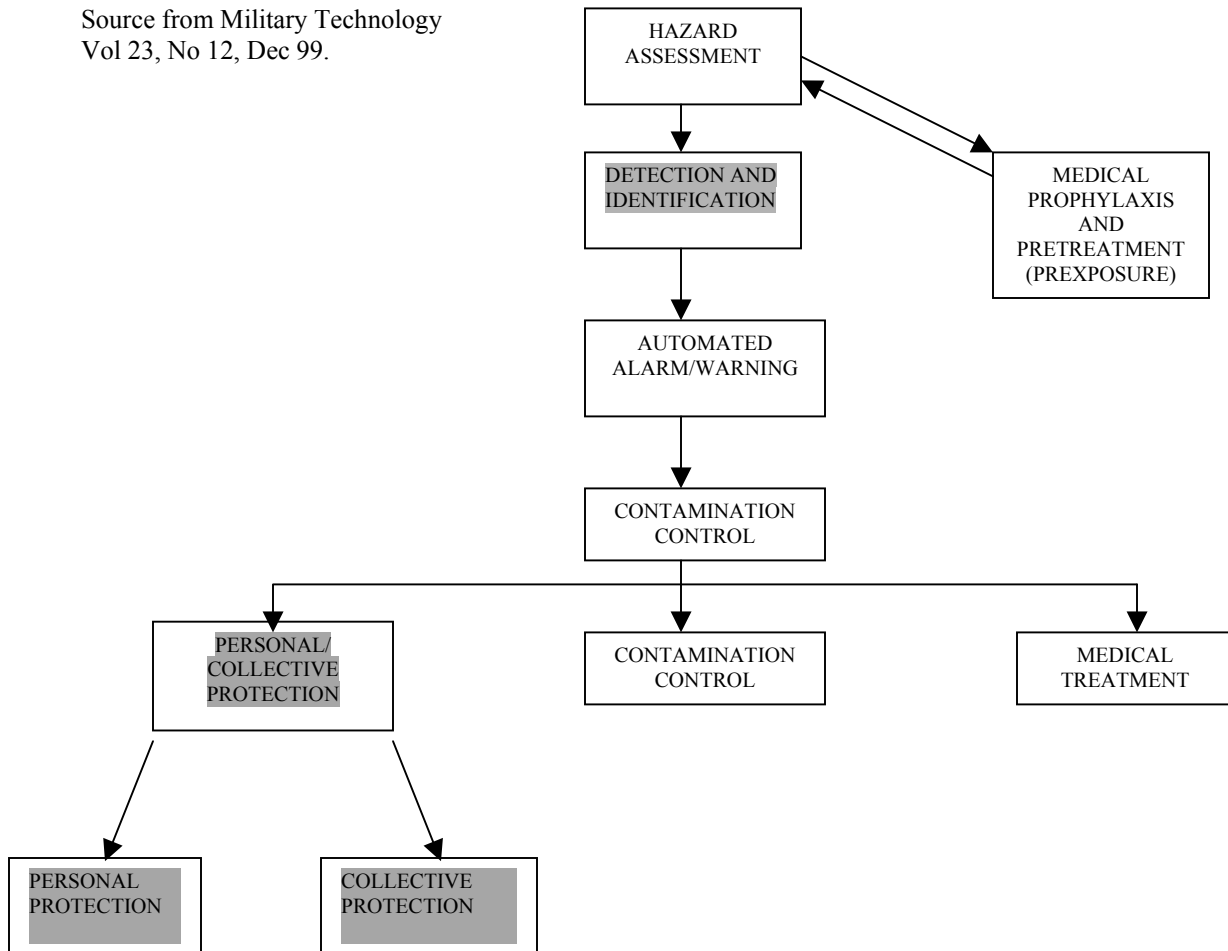 Source from Military Technology
Vol 23, No 12, Dec 99.
HAZARD
ASSESSMENT
DETECTION AND
IDENTIFICATION
MEDICAL
PROPHYLAXIS
AND
PRETREATMENT
(PREXPOSURE)
AUTOMATED
ALARM/WARNING
CONTAMINATION
CONTROL
PERSONAL/
COLLECTIVE
PROTECTION
CONTAMINATION
CONTROL
MEDICAL
TREATMENT
PERSONAL
PROTECTION
COLLECTIVE
PROTECTION